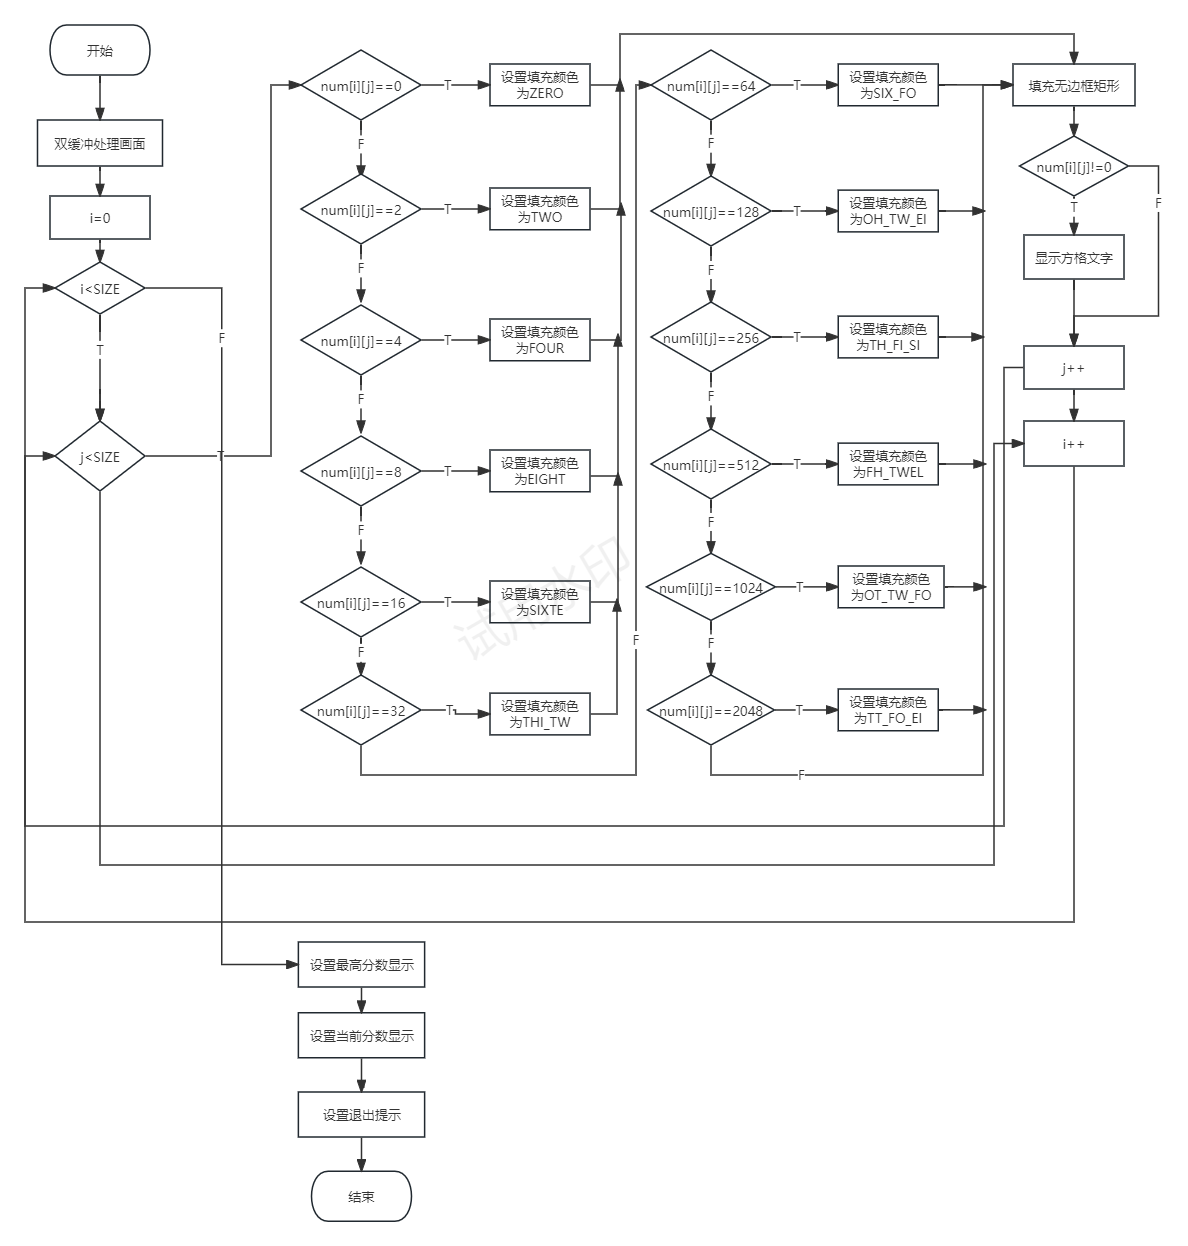 开始
双缓冲处理画面
i=0
i<SIZE
T
F
j<SIZE
T
num[i][j]==0
T
设置填充颜色
为ZERO
F
num[i][j]==2
T
设置填充颜色
为TWO
F
num[i][j]==4
T
设置填充颜色
为FOUR
F
num[i][j]==8
T
设置填充颜色
为EIGHT
F
num[i][j]==16
T
设置填充颜色
为SIXTE
F
num[i][j]==32
T
设置填充颜色
为THI_TW
F
num[i][j]==64
T
设置填充颜色
为SIX_FO
F
num[i][j]==128
T
设置填充颜色
为OH_TW_EI
F
num[i][j]==256
T
设置填充颜色
为TH_FI_SI
F
num[i][j]==512
T
设置填充颜色
为FH_TWEL
F
num[i][j]==1024
T
设置填充颜色
为OT_TW_FO
F
num[i][j]==2048
T
设置填充颜色
为TT_FO_EI
F
填充无边框矩形
num[i][j]!=0
T
F
显示方格文字
j++
i++
试用水印
设置最高分数显示
设置当前分数显示
设置退出提示
结束